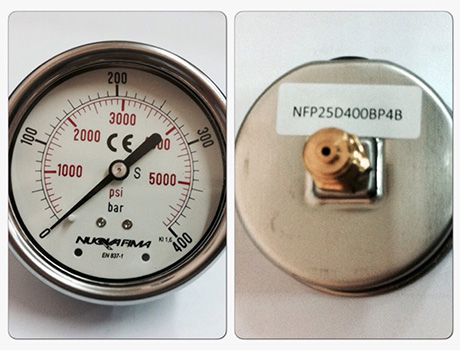 200
100
300
3000
2000
1000
5000
CE
S
psi
bar
0
400
NUOVA FIMA
Kl 1,6
EN 837-1
NFP25D400BP4B